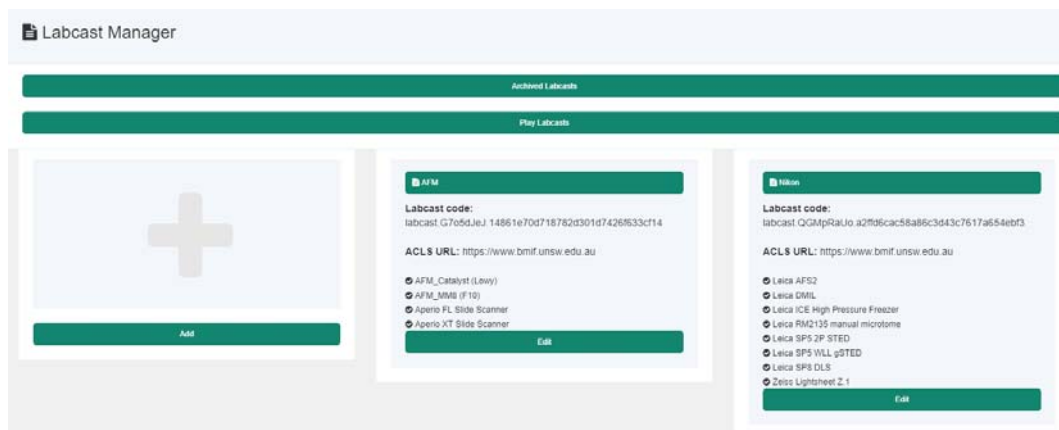 Labcast Manager
Archived Labcasts
Play Labcasts
Add
AFM
Labcast code:
labcast.G7o5dJeJ.14861e70d718782d301d7426f633cf14
ACLS URL: https://www.bmif.unsw.edu.au
AFM_Catalyst (Lowy)
AFM_MM8 (F10)
Aperio FL Slide Scanner
Aperio XT Slide Scanner
Edit
Nikon
Labcast code:
labcast.QGMpRaUo.a2ffd6cac58a86c3d43c7617a654ebf3
ACLS URL: https://www.bmif.unsw.edu.au
Leica AFS2
Leica DMIL
Leica ICE High Pressure Freezer
Leica RM2135 manual microtome
Leica SP5 2P STED
Leica SP5 WLL gSTED
Leica SP8 DLS
Zeiss Lightsheet Z.1
Edit